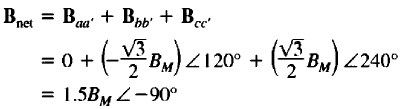 B_net = B_aa′ + B_bb′ + B_cc′
= 0 + (-√3/2 B_M) ∠120° + (√3/2 B_M) ∠240°
= 1.5B_M ∠-90°